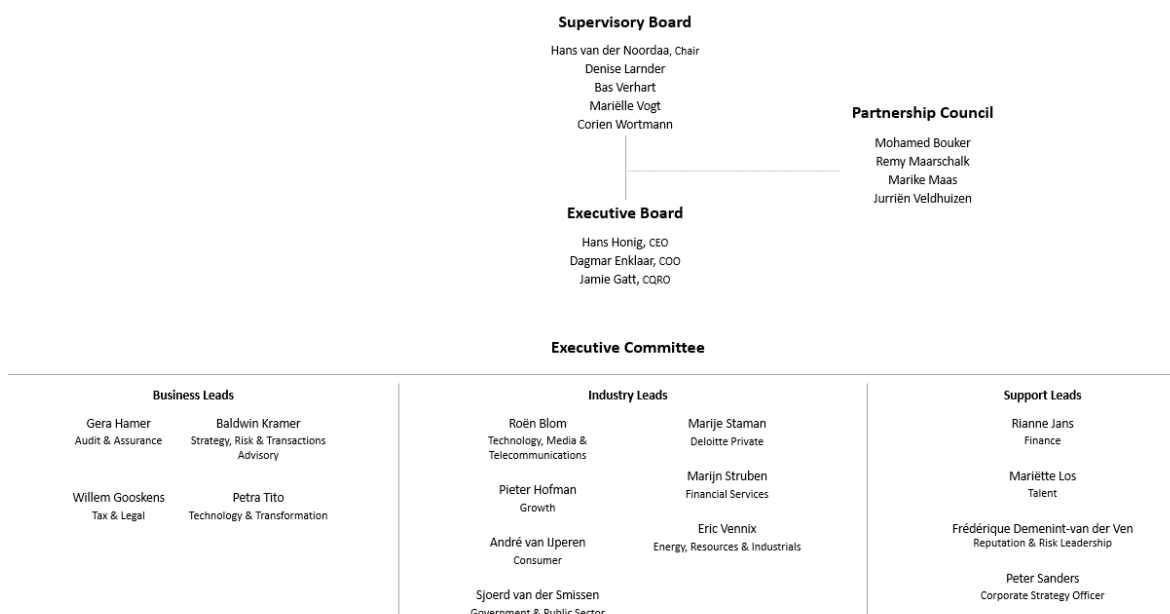 Supervisory Board
Hans van der Noordaa, Chair
Denise Larnder
Bas Verhart
Mariëlle Vogt
Corien Wortmann
Partnership Council
Mohamed Bouker
Remy Maarschalk
Marike Maas
Jurriën Veldhuizen
Executive Board
Hans Honig, CEO
Dagmar Enklaar, COO
Jamie Gatt, CQRO
Executive Committee
Business Leads
Gera Hamer
Audit & Assurance
Baldwin Kramer
Strategy, Risk & Transactions
Advisory
Willem Gooskens
Tax & Legal
Petra Tito
Technology & Transformation
Industry Leads
Roën Blom
Technology, Media &
Telecommunications
Pieter Hofman
Growth
André van IJperen
Consumer
Sjoerd van der Smissen
Government & Public Sector
Marije Staman
Deloitte Private
Marijn Struben
Financial Services
Eric Vennix
Energy, Resources & Industrials
Support Leads
Rianne Jans
Finance
Mariëtte Los
Talent
Frédérique Demenint-van der Ven
Reputation & Risk Leadership
Peter Sanders
Corporate Strategy Officer